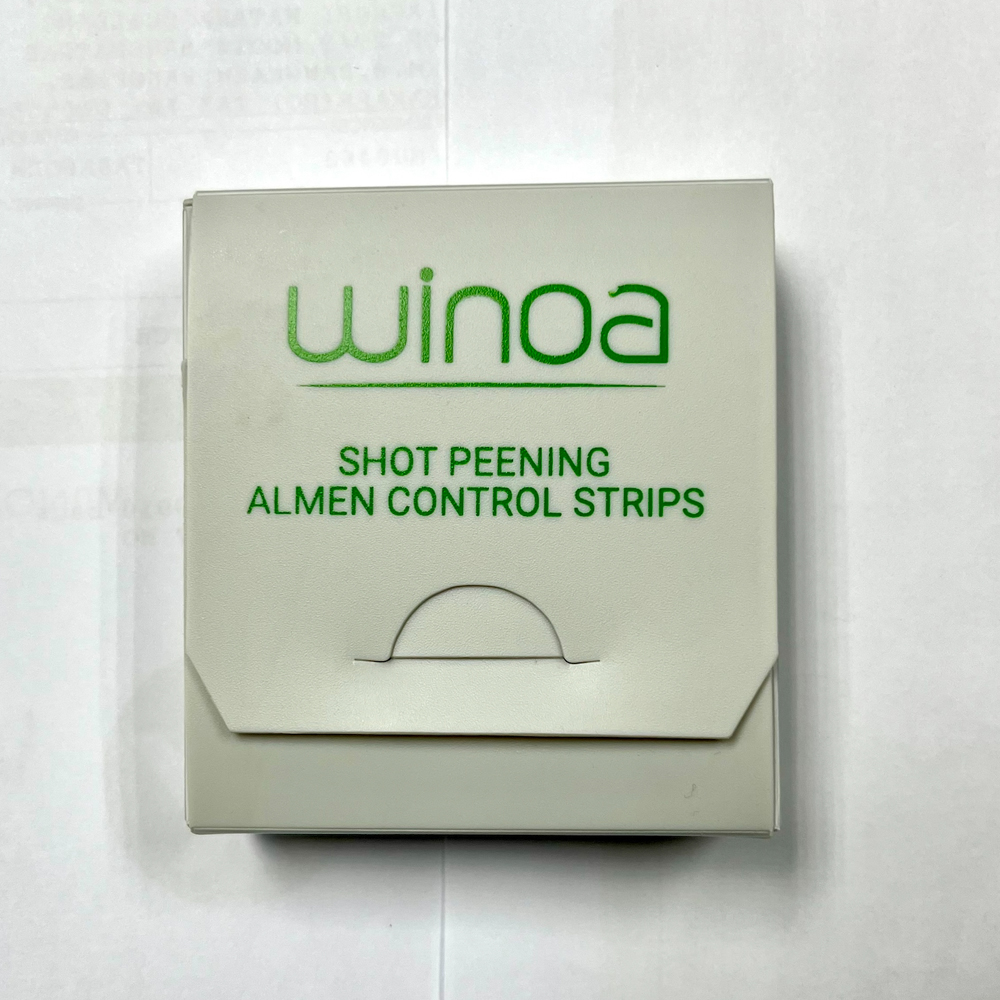 winoa
SHOT PEENING
ALMEN CONTROL STRIPS